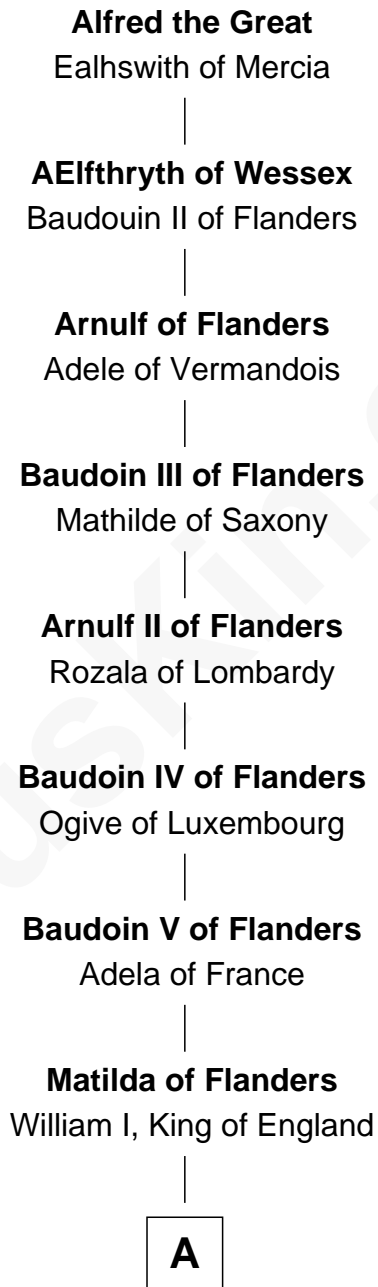 Alfred the Great
Ealhswith of Mercia
AElfthryth of Wessex
Baudouin II of Flanders
Arnulf of Flanders
Adele of Vermandois
Baudoin III of Flanders
Mathilde of Saxony
Arnulf II of Flanders
Rozala of Lombardy
Baudoin IV of Flanders
Ogive of Luxembourg
Baudoin V of Flanders
Adela of France
Matilda of Flanders
William I, King of England
A